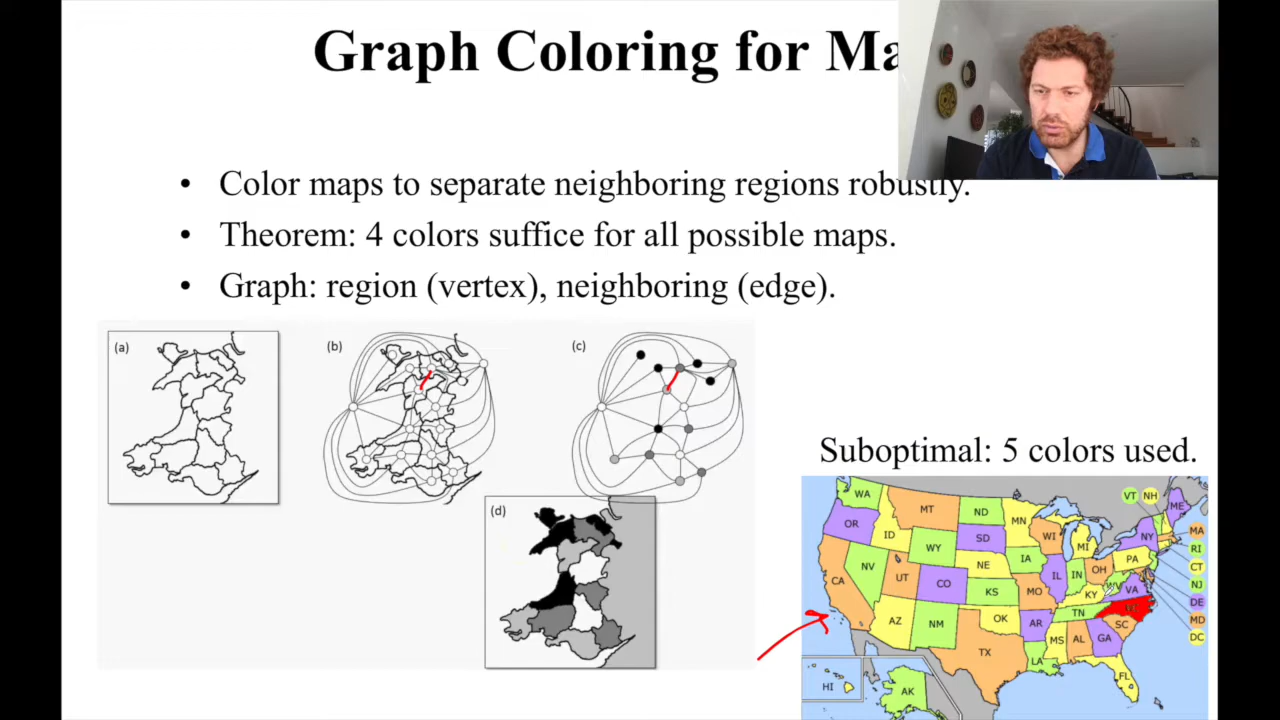 Graph Coloring for Ma
• Color maps to separate neighboring regions robustly.
• Theorem: 4 colors suffice for all possible maps.
• Graph: region (vertex), neighboring (edge).
(a)
(b)
(c)
(d)
Suboptimal: 5 colors used.
WA
MT
ND
MN
VT
NH
ME
OR
ID
SD
WI
MI
NY
MA
WY
RI
NV
UT
CO
NE
IA
IL
IN
OH
PA
CT
CA
KS
MO
KY
WV
VA
NJ
DE
AZ
NM
OK
AR
TN
SC
MD
TX
LA
MS
AL
GA
DC
HI
AK
FL